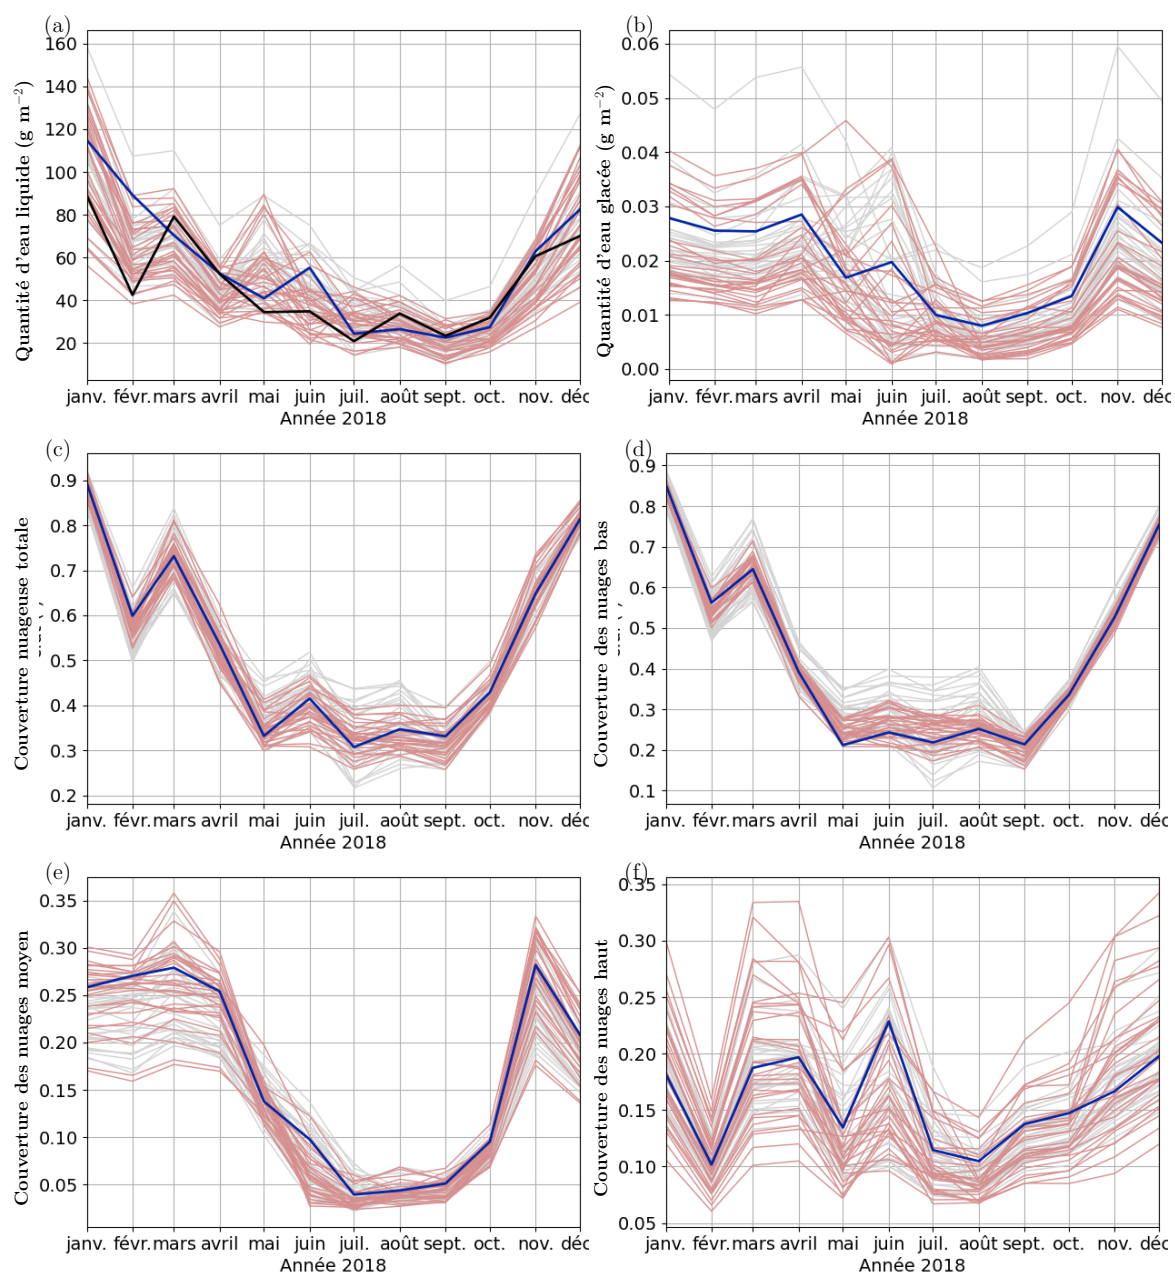 (a)
160
140
120
100
80
60
40
20
Quantité d'eau liquide (g m⁻²)
janv. févr. mars avril mai juin juil. août sept. oct. nov. déc
Année 2018
(b)
0.06
0.05
0.04
0.03
0.02
0.01
0.00
Quantité d'eau glacée (g m⁻²)
janv. févr. mars avril mai juin juil. août sept. oct. nov. déc
Année 2018
(c)
0.9
0.8
0.7
0.6
0.5
0.4
0.3
0.2
Couverture nuageuse totale
janv. févr. mars avril mai juin juil. août sept. oct. nov. déc
Année 2018
(d)
0.9
0.8
0.7
0.6
0.5
0.4
0.3
0.2
0.1
Couverture des nuages bas
janv. févr. mars avril mai juin juil. août sept. oct. nov. déc
Année 2018
(e)
0.35
0.30
0.25
0.20
0.15
0.10
0.05
Couverture des nuages moyen
janv. févr. mars avril mai juin juil. août sept. oct. nov. déc
Année 2018
(f)
0.35
0.30
0.25
0.20
0.15
0.10
0.05
Couverture des nuages haut
janv. févr. mars avril mai juin juil. août sept. oct. nov. déc
Année 2018